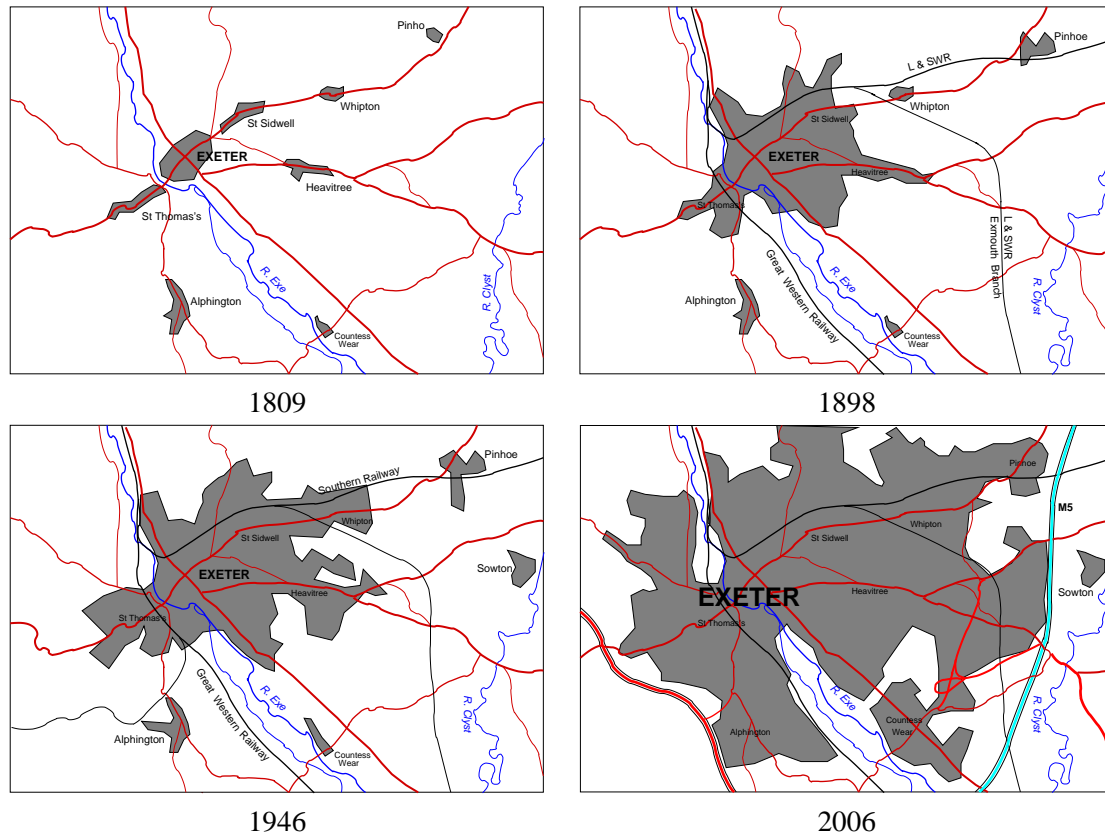 Pinho
Whipton
St Sidwell
EXETER
Heavitree
St Thomas's
R. Exe
R. Clyst
Alphington
Countess
Wear
1809
L & SWR
Pinhoe
Whipton
St Sidwell
EXETER
Heavitree
St Thomas's
L & SWR
Exmouth Branch
R. Exe
Great Western Railway
R. Clyst
Alphington
Countess
Wear
1898
Pinhoe
Southern Railway
Whipton
St Sidwell
EXETER
Sowton
Heavitree
St Thomas's
Great Western Railway
R. Exe
R. Clyst
Alphington
Countess
Wear
1946
Pinhoe
M5
Whipton
St Sidwell
Heavitree
Sowton
EXETER
St Thomas's
R. Exe
R. Clyst
Countess
Wear
Alphington
2006